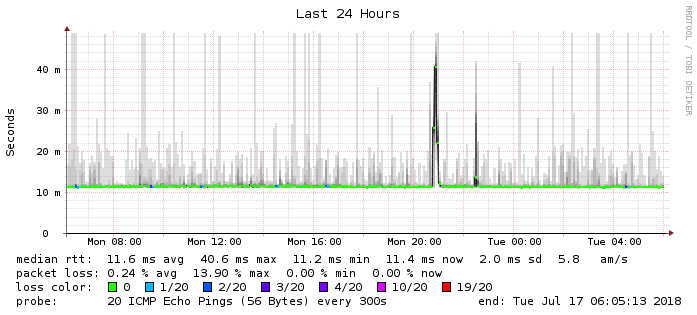 Last 24 Hours
RRDTOOL / TOBI OETIKER
Seconds
40 m
30 m
20 m
10 m
0
Mon 08:00 Mon 12:00 Mon 16:00 Mon 20:00 Tue 00:00 Tue 04:00
median rtt: 11.6 ms avg 40.6 ms max 11.2 ms min 11.4 ms now 2.0 ms sd 5.8 am/s
packet loss: 0.24 % avg 13.90 % max 0.00 % min 0.00 % now
loss color: 0 1/20 2/20 3/20 4/20 10/20 19/20
probe: 20 ICMP Echo Pings (56 Bytes) every 300s end: Tue Jul 17 06:05:13 2018